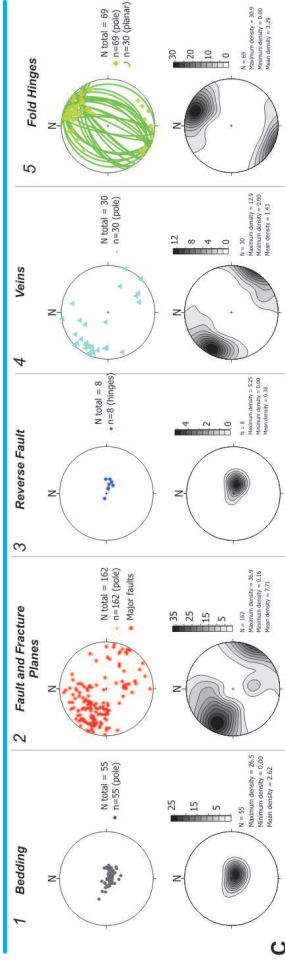 C
1
Bedding
N
N total = 55
n=55 (pole)
25
15
5
N = 55
Maximum density = 26.5
Minimum density = 0.00
Mean density = 2.62
2
Fault and Fracture
Planes
N
N total = 162
n=162 (pole)
Major faults
35
25
15
5
N = 162
Maximum density = 36.9
Minimum density = 0.16
Mean density = 7.71
3
Reverse Fault
N
N total = 8
n=8 (hinges)
4
2
0
N = 8
Maximum density = 5.25
Minimum density = 0.00
Mean density = 0.38
4
Veins
N
N total = 30
n=30 (pole)
12
8
4
0
N = 30
Maximum density = 12.9
Minimum density = 0.00
Mean density = 1.43
5
Fold Hinges
N
N total = 69
n=69 (pole)
n=30 (planar)
30
20
10
0
N = 69
Maximum density = 30.9
Minimum density = 0.00
Mean density = 3.29